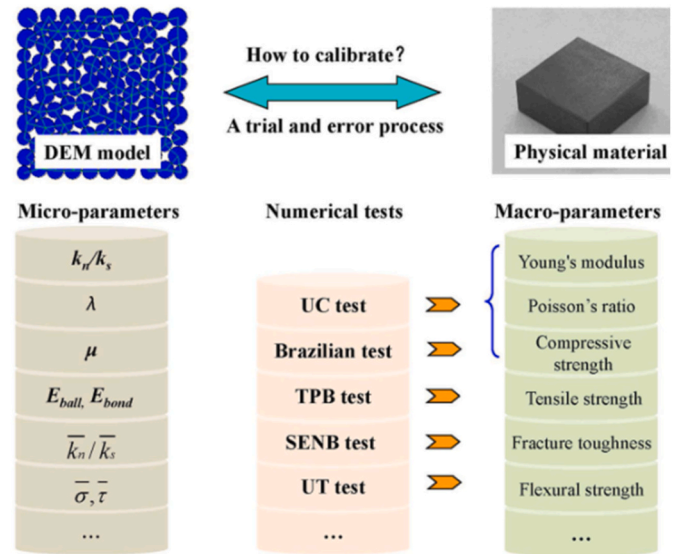 How to calibrate?
A trial and error process
DEM model
Physical material
Micro-parameters
kₙ/kₛ
λ
μ
E_ball, E_bond
k̅ₙ/k̅ₛ
σ̅,τ̅
...
Numerical tests
UC test
Brazilian test
TPB test
SENB test
UT test
...
Macro-parameters
Young's modulus
Poisson's ratio
Compressive
strength
Tensile strength
Fracture toughness
Flexural strength
...